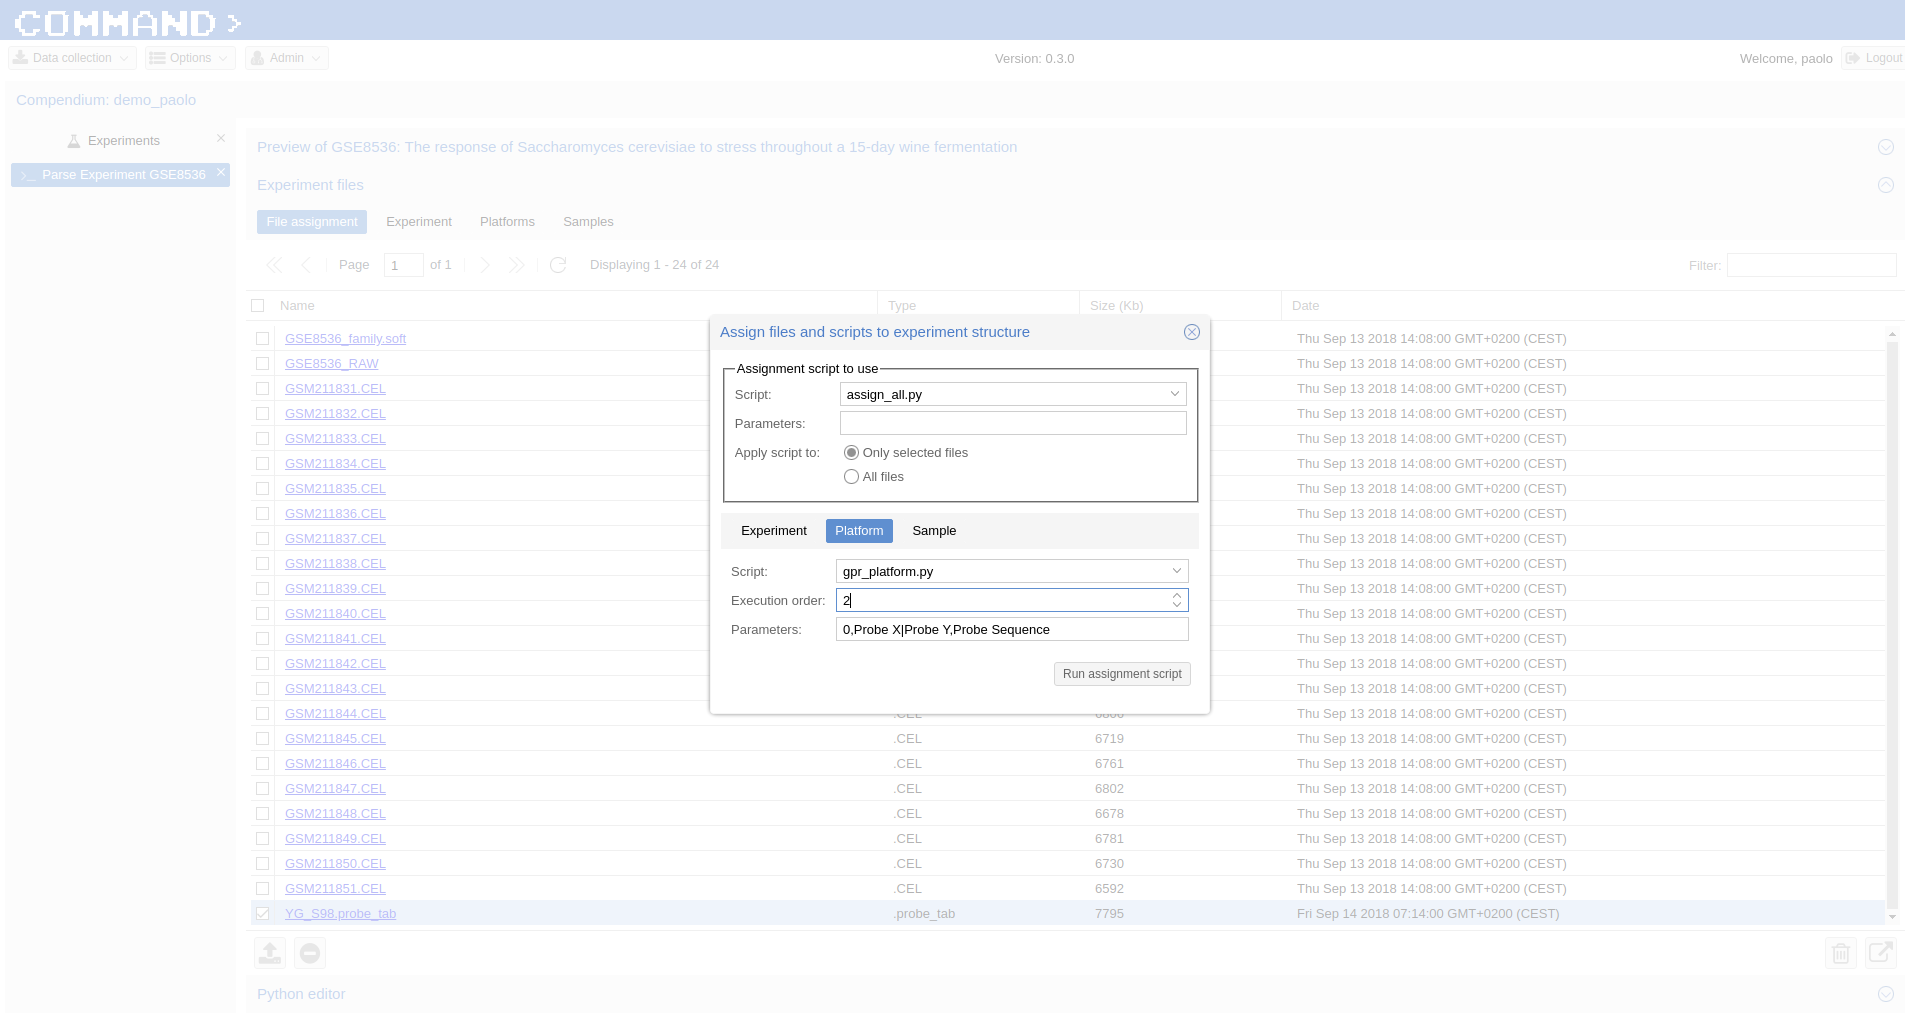 COMMAND>
Data collection Options Admin Version: 0.3.0 Welcome, paolo Logout
Compendium: demo_paolo
Experiments
Parse Experiment GSE8536
Preview of GSE8536: The response of Saccharomyces cerevisiae to stress throughout a 15-day wine fermentation
Experiment files
File assignment Experiment Platforms Samples
Page 1 of 1 Displaying 1 - 24 of 24 Filter:
Name Type Size (Kb) Date
GSE8536_family.soft Thu Sep 13 2018 14:08:00 GMT+0200 (CEST)
GSE8536_RAW Thu Sep 13 2018 14:08:00 GMT+0200 (CEST)
GSM211831.CEL Thu Sep 13 2018 14:08:00 GMT+0200 (CEST)
GSM211832.CEL Thu Sep 13 2018 14:08:00 GMT+0200 (CEST)
GSM211833.CEL Thu Sep 13 2018 14:08:00 GMT+0200 (CEST)
GSM211834.CEL Thu Sep 13 2018 14:08:00 GMT+0200 (CEST)
GSM211835.CEL Thu Sep 13 2018 14:08:00 GMT+0200 (CEST)
GSM211836.CEL Thu Sep 13 2018 14:08:00 GMT+0200 (CEST)
GSM211837.CEL Thu Sep 13 2018 14:08:00 GMT+0200 (CEST)
GSM211838.CEL Thu Sep 13 2018 14:08:00 GMT+0200 (CEST)
GSM211839.CEL Thu Sep 13 2018 14:08:00 GMT+0200 (CEST)
GSM211840.CEL Thu Sep 13 2018 14:08:00 GMT+0200 (CEST)
GSM211841.CEL Thu Sep 13 2018 14:08:00 GMT+0200 (CEST)
GSM211842.CEL Thu Sep 13 2018 14:08:00 GMT+0200 (CEST)
GSM211843.CEL Thu Sep 13 2018 14:08:00 GMT+0200 (CEST)
GSM211844.CEL .CEL Thu Sep 13 2018 14:08:00 GMT+0200 (CEST)
GSM211845.CEL .CEL 6719 Thu Sep 13 2018 14:08:00 GMT+0200 (CEST)
GSM211846.CEL .CEL 6761 Thu Sep 13 2018 14:08:00 GMT+0200 (CEST)
GSM211847.CEL .CEL 6802 Thu Sep 13 2018 14:08:00 GMT+0200 (CEST)
GSM211848.CEL .CEL 6678 Thu Sep 13 2018 14:08:00 GMT+0200 (CEST)
GSM211849.CEL .CEL 6781 Thu Sep 13 2018 14:08:00 GMT+0200 (CEST)
GSM211850.CEL .CEL 6730 Thu Sep 13 2018 14:08:00 GMT+0200 (CEST)
GSM211851.CEL .CEL 6592 Thu Sep 13 2018 14:08:00 GMT+0200 (CEST)
YG_S98.probe_tab .probe_tab 7795 Fri Sep 14 2018 07:14:00 GMT+0200 (CEST)
Python editor
Assign files and scripts to experiment structure
Assignment script to use
Script: assign_all.py
Parameters:
Apply script to: Only selected files
All files
Experiment Platform Sample
Script: gpr_platform.py
Execution order: 2
Parameters: 0,Probe X|Probe Y,Probe Sequence
Run assignment script